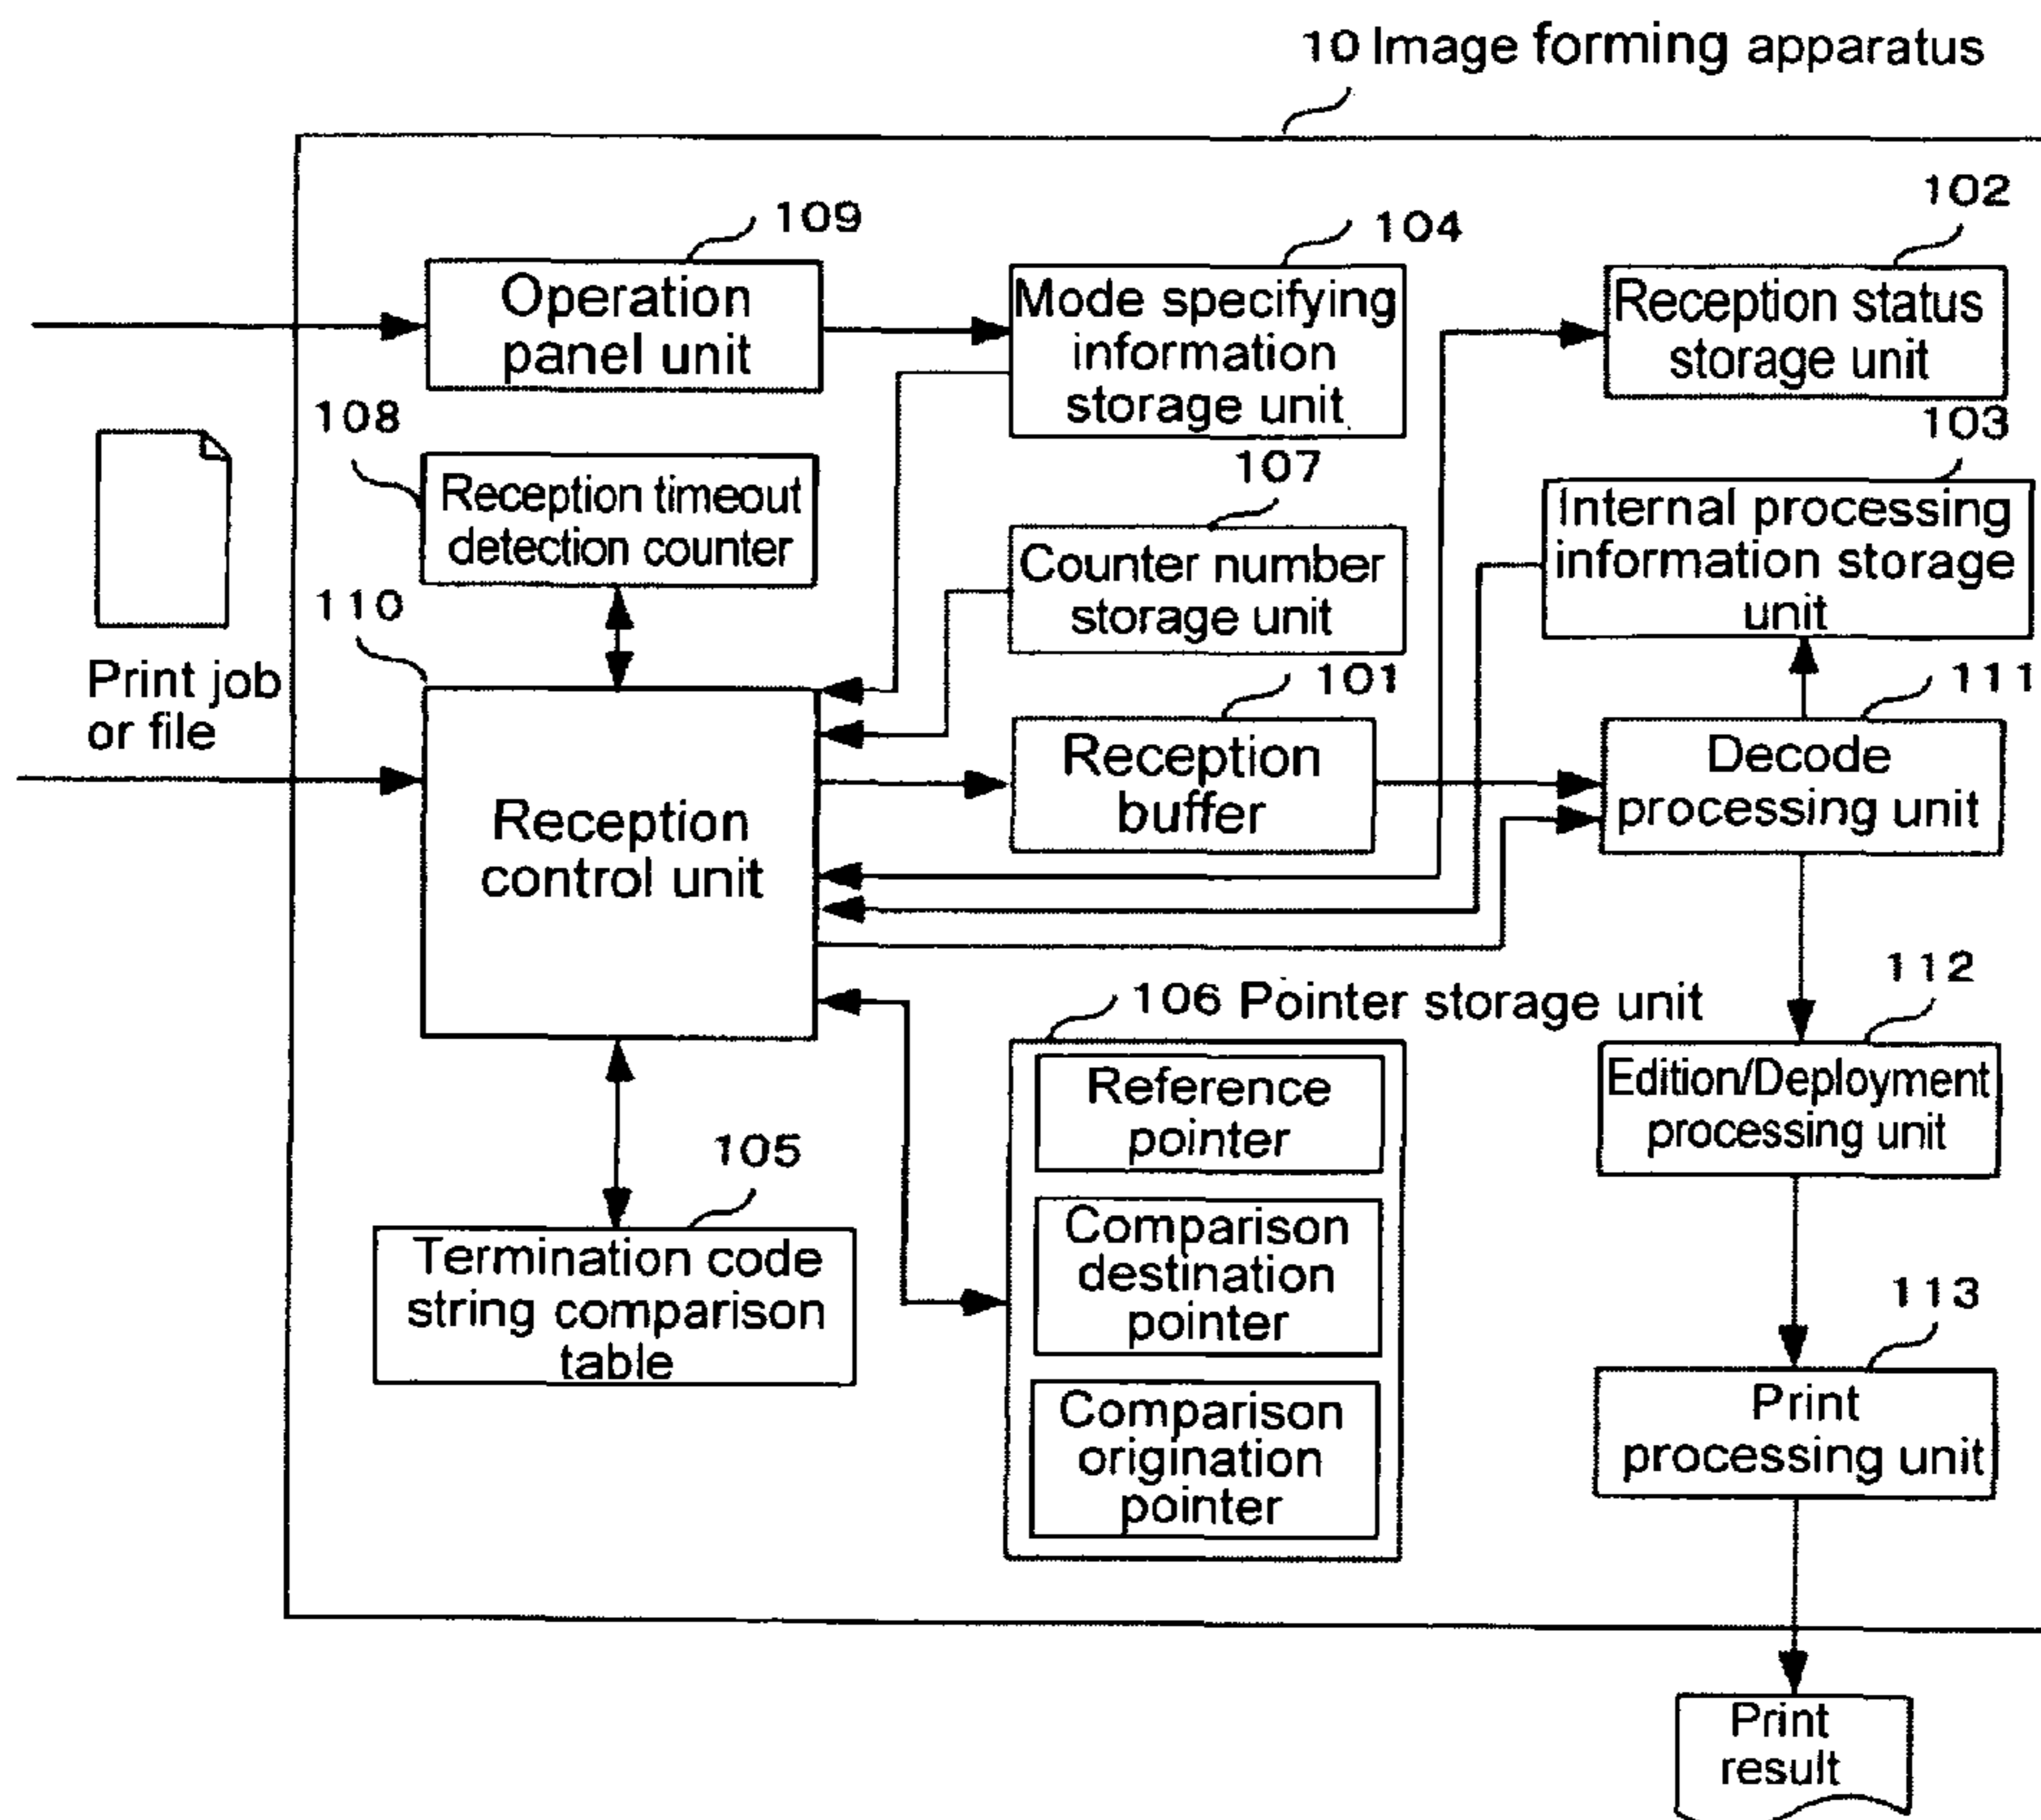 10 Image forming apparatus
109
Operation
panel unit
104
Mode specifying
information
storage unit
102
Reception status
storage unit
108
Reception timeout
detection counter
107
Counter number
storage unit
103
Internal processing
information storage
unit
Print job
or file
110
Reception
control unit
101
Reception
buffer
111
Decode
processing unit
112
Edition/Deployment
processing unit
106 Pointer storage unit
Reference
pointer
Comparison
destination
pointer
Comparison
origination
pointer
105
Termination code
string comparison
table
113
Print
processing unit
Print
result